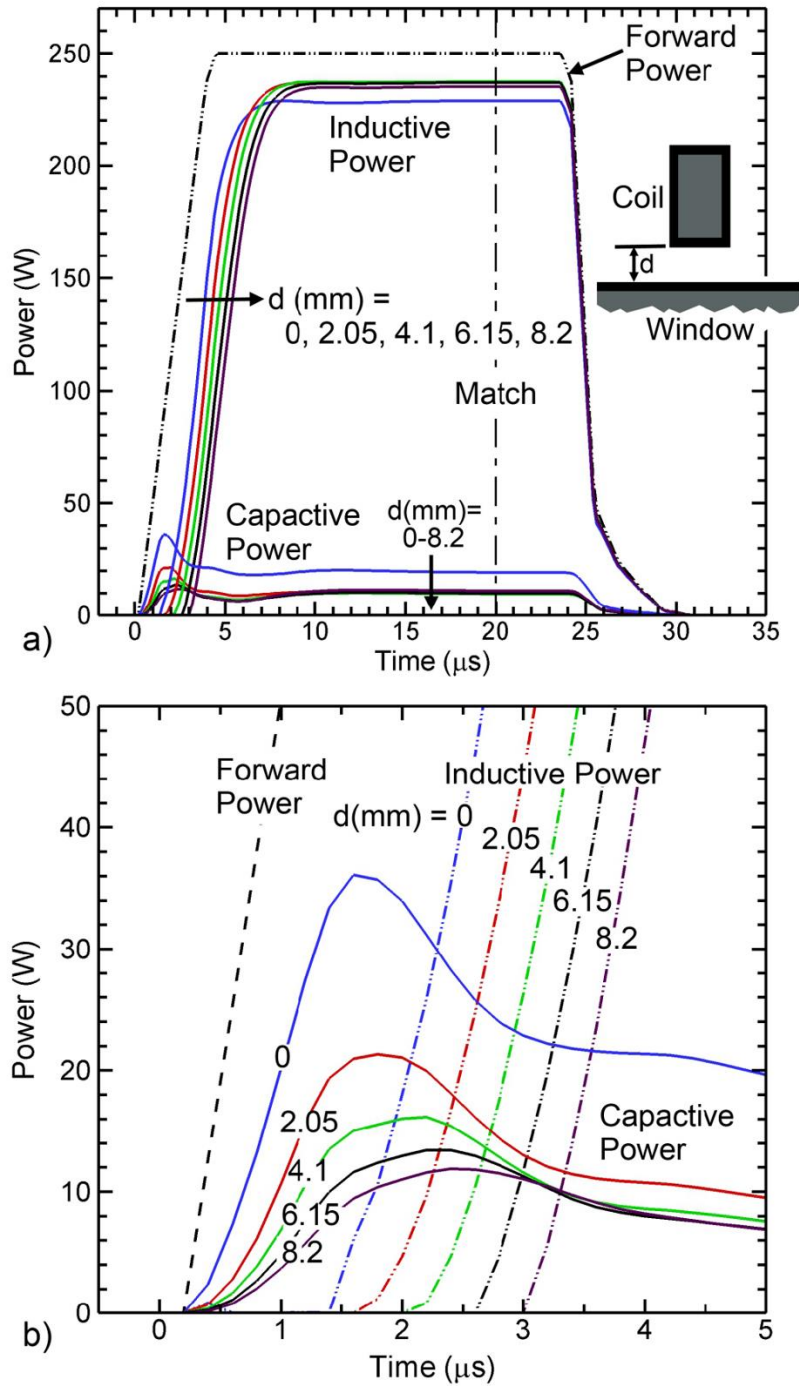 250
200
150
100
50
0
Power (W)
Forward
Power
Inductive
Power
Coil
d
Window
d (mm) =
0, 2.05, 4.1, 6.15, 8.2
Match
Capactive
Power
d(mm)=
0-8.2
0 5 10 15 20 25 30 35
Time (μs)
a)
50
40
30
20
10
0
Power (W)
Forward
Power
Inductive Power
d(mm) = 0
2.05
4.1
6.15
8.2
0
2.05
4.1
6.15
8.2
Capactive
Power
0 1 2 3 4 5
Time (μs)
b)